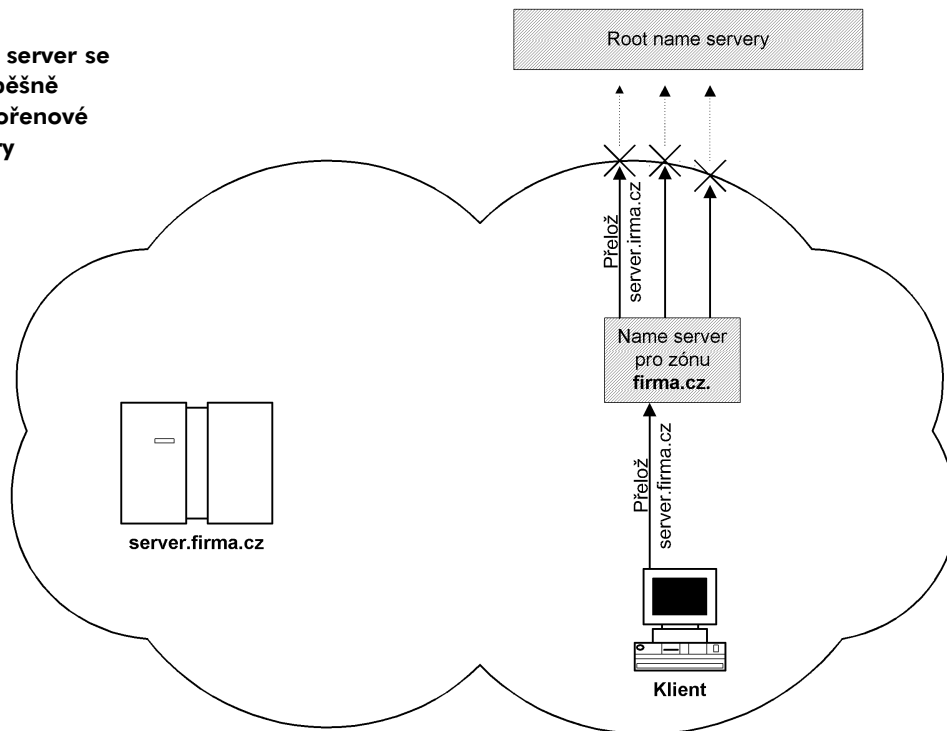 server se
pěšně
ořenové
ry
Root name servery
Přelož
server.irma.cz
Name server
pro zónu
firma.cz.
Přelož
server.firma.cz
server.firma.cz
Klient